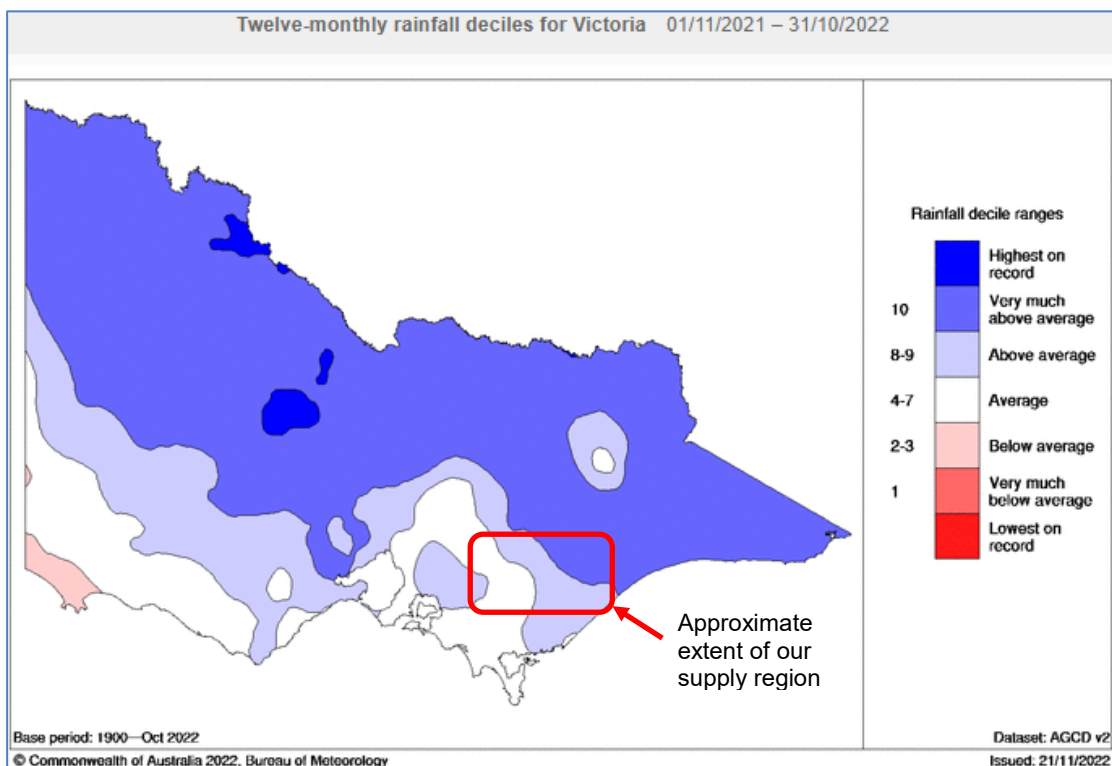 Twelve-monthly rainfall deciles for Victoria 01/11/2021 – 31/10/2022
Rainfall decile ranges
Highest on
record
10 Very much
above average
8-9 Above average
4-7 Average
2-3 Below average
1 Very much
below average
Lowest on
record
Approximate
extent of our
supply region
Base period: 1900—Oct 2022
Dataset: AGCD v2
© Commonwealth of Australia 2022, Bureau of Meteorology
Issued: 21/11/2022